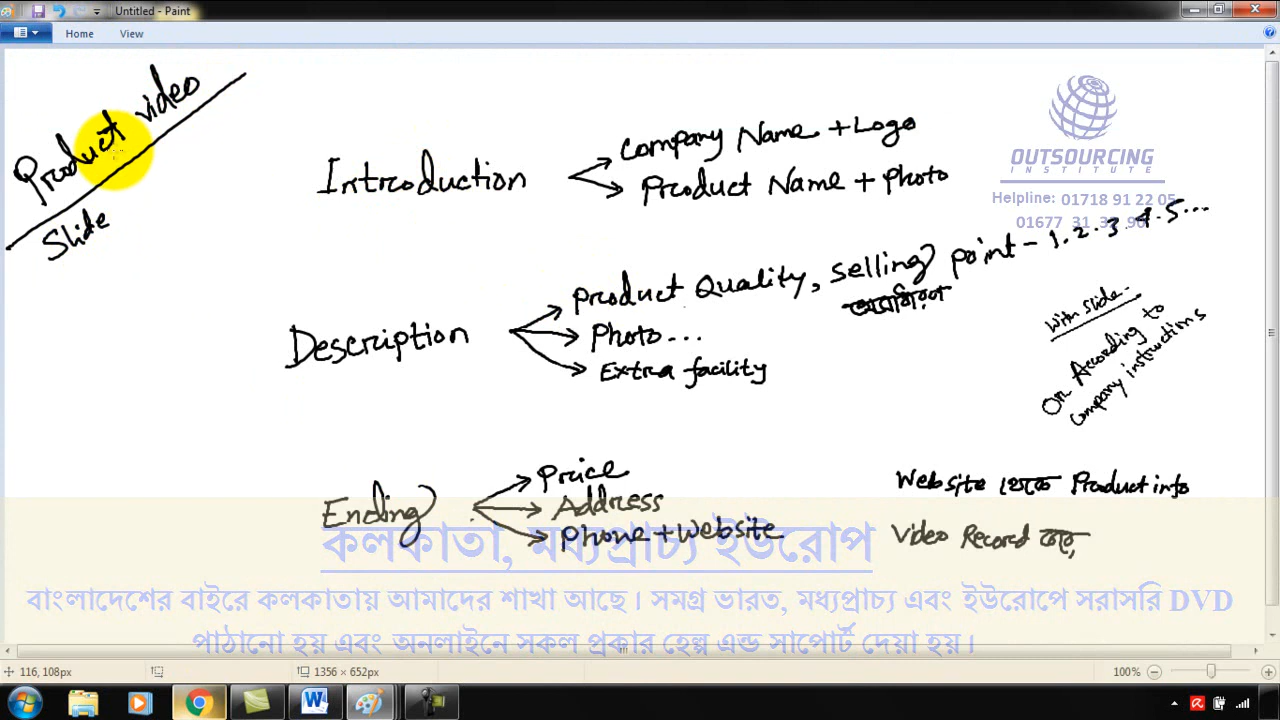 Untitled - Paint
Home View
Product video
Slide
Introduction
Company Name + Logo
Product Name + Photo
OUTSOURCING
INSTITUTE
Helpline: 01718 91 22 05
01677 31 31 90
Description
Product Quality, selling point - 1. 2. 3. 4. 5...
Photo...
Extra facility
With slide.
Or According to
Company instructions
Ending
Price
Address
Phone + Website
Website থেকে Product info
Video Record করে,
কলকাতা, মধ্যপ্রাচ্য ইউরোপ
বাংলাদেশের বাইরে কলকাতায় আমাদের শাখা আছে। সমগ্র ভারত, মধ্যপ্রাচ্য এবং ইউরোপে সরাসরি DVD
পাঠানো হয় এবং অনলাইনে সকল প্রকার হেল্প এন্ড সাপোর্ট দেয়া হয়।
116, 108px
1356 × 652px
100%